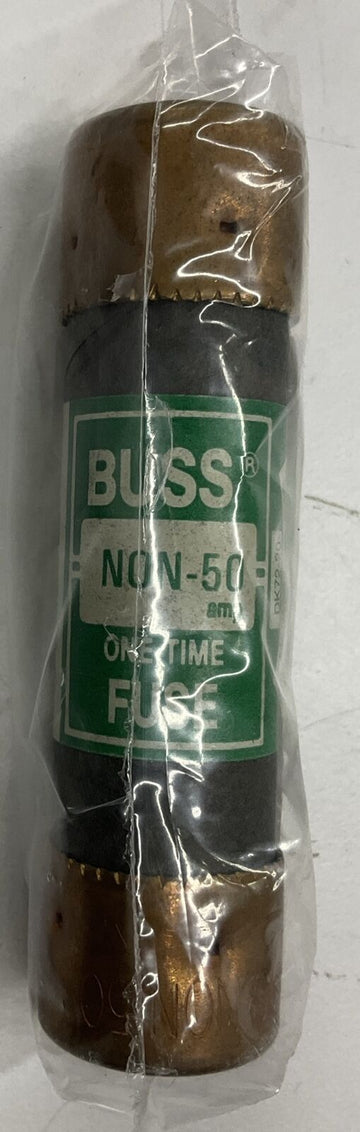 BUSS®
NON-50
amp
ONE-TIME
FUSE